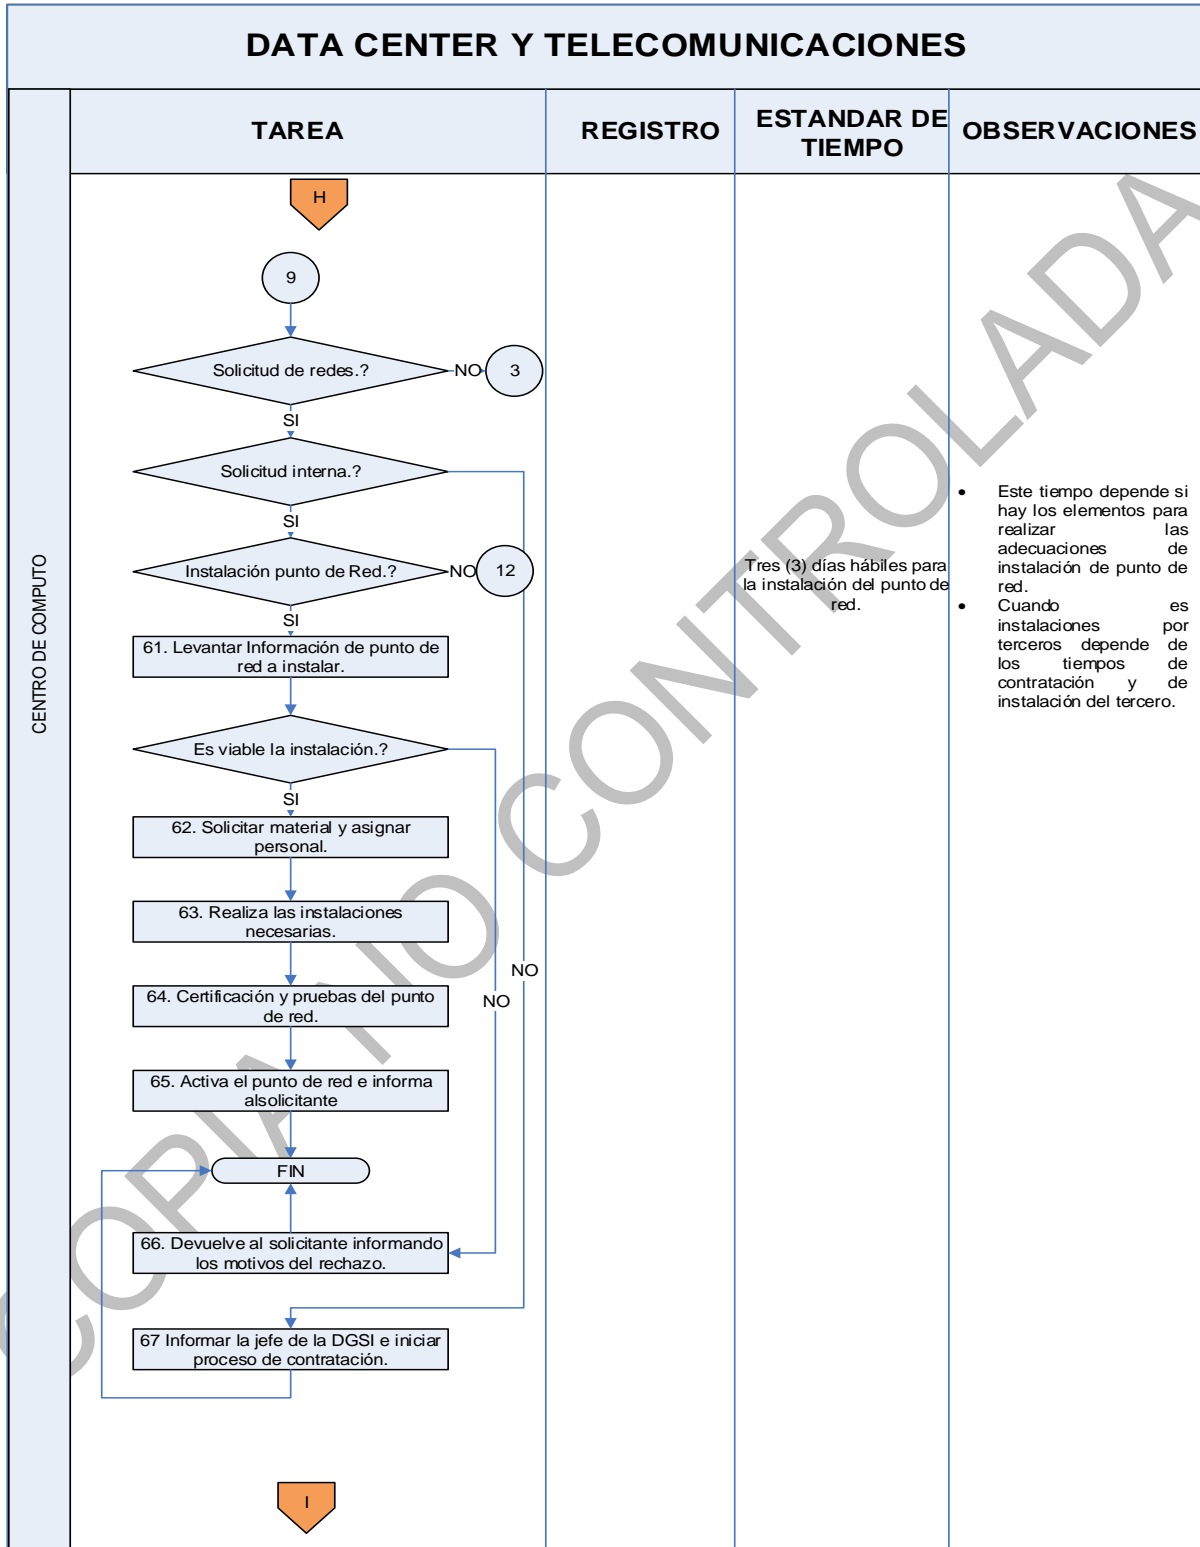 DATA CENTER Y TELECOMUNICACIONES
TAREA
REGISTRO
ESTANDAR DE
TIEMPO
OBSERVACIONES
CENTRO DE COMPUTO
H
9
Solicitud de redes.?
NO
3
SI
Solicitud interna.?
SI
Instalación punto de Red.?
NO
12
SI
61. Levantar Información de punto de
red a instalar.
Es viable la instalación.?
SI
62. Solicitar material y asignar
personal.
63. Realiza las instalaciones
necesarias.
NO
NO
64. Certificación y pruebas del punto
de red.
65. Activa el punto de red e informa
alsolicitante
FIN
66. Devuelve al solicitante informando
los motivos del rechazo.
67 Informar la jefe de la DGSI e iniciar
proceso de contratación.
I
Tres (3) días hábiles para
la instalación del punto de
red.
• Este tiempo depende si
hay los elementos para
realizar las
adecuaciones de
instalación de punto de
red.
• Cuando es
instalaciones por
terceros depende de
los tiempos de
contratación y de
instalación del tercero.
COPIA NO CONTROLADA